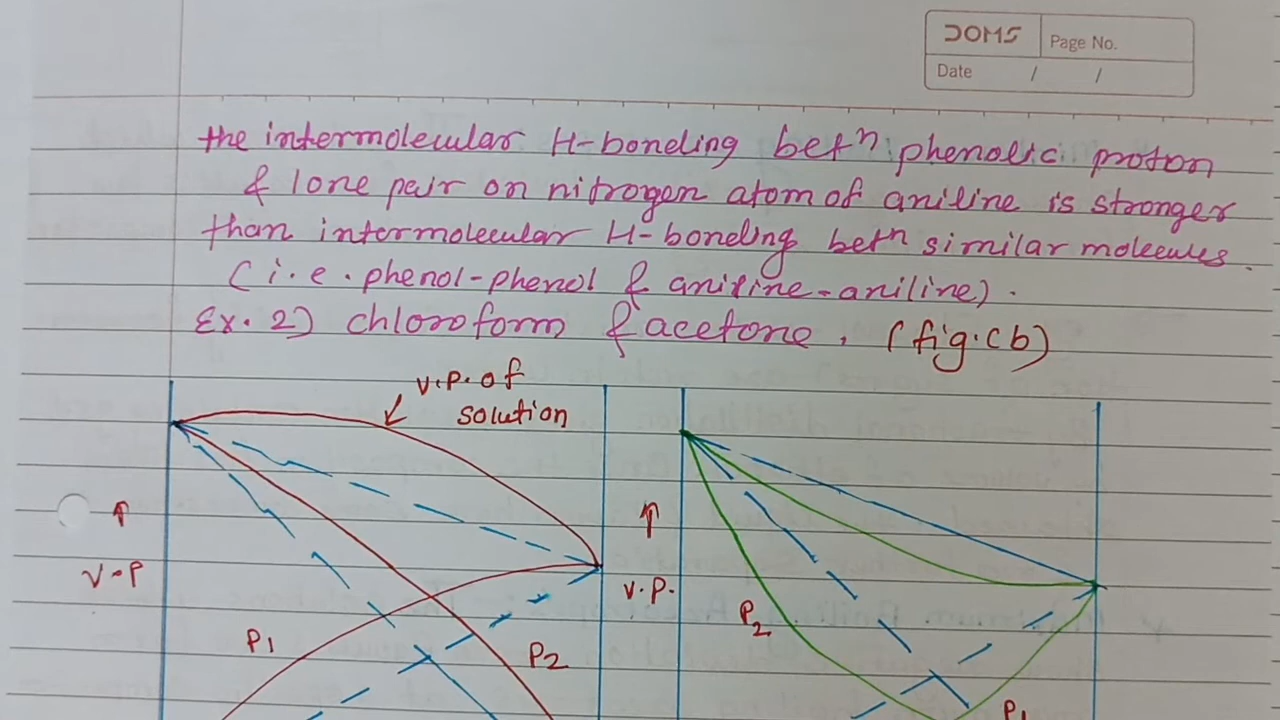 DOMS
Page No.
Date / /
the intermolecular H-bonding betn phenolic proton
& lone pair on nitrogen atom of aniline is stronger
than intermolecular H-bonding betn similar molecules.
(i.e. phenol-phenol & aniline-aniline).
Ex. 2) chloroform & acetone, (fig.(b)
v.p. of
solution
V.P
P1
P2
V.P.
P2
P1